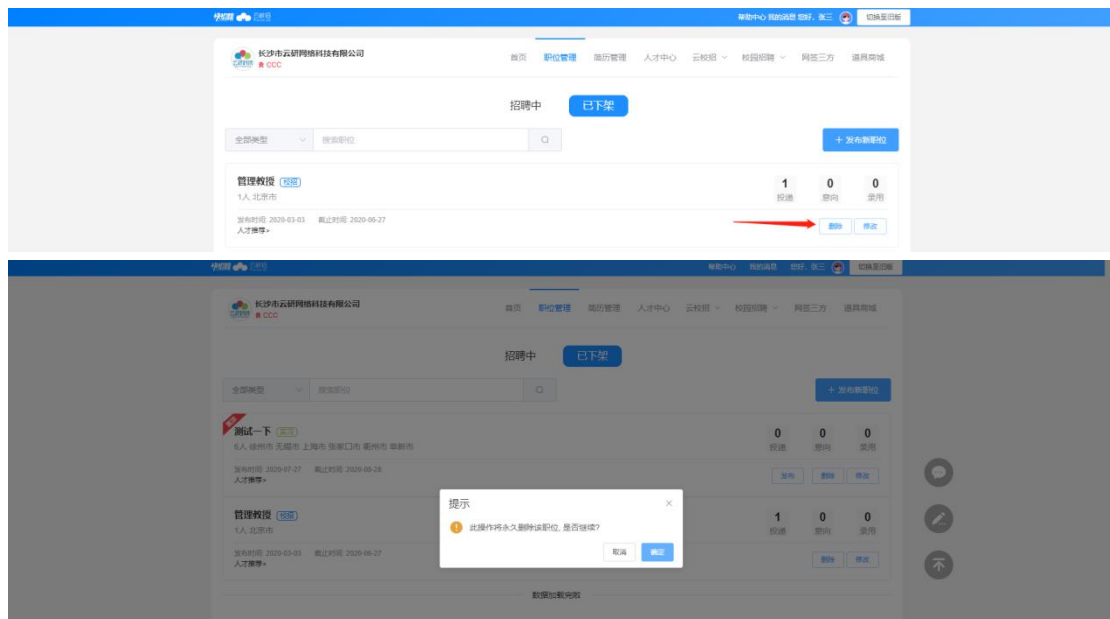 帮助中心 我的消息 您好, 张三 切换至旧版
长沙市云研网络科技有限公司
CCC
首页 职位管理 简历管理 人才中心 云校招 校园招聘 网签三方 道具商城
招聘中 已下架
全部类型 搜索职位 + 发布新职位
管理教授 校招 1 0 0
1人 北京市 投递 意向 录用
发布时间: 2020-03-03 截止时间: 2020-06-27 删除 修改
人才推荐>
帮助中心 我的消息 您好, 张三 切换至旧版
长沙市云研网络科技有限公司
CCC
首页 职位管理 简历管理 人才中心 云校招 校园招聘 网签三方 道具商城
招聘中 已下架
全部类型 搜索职位 + 发布新职位
测试一下 0 0 0
6人 徐州市 无锡市 上海市 张家口市 衢州市 阜新市 投递 意向 录用
发布时间: 2020-07-27 截止时间: 2020-08-28 发布 删除 修改
人才推荐>
提示
此操作将永久删除该职位, 是否继续?
取消 确定
管理教授 校招 1 0 0
1人 北京市 投递 意向 录用
发布时间: 2020-03-03 截止时间: 2020-06-27 删除 修改
人才推荐>
数据加载完啦